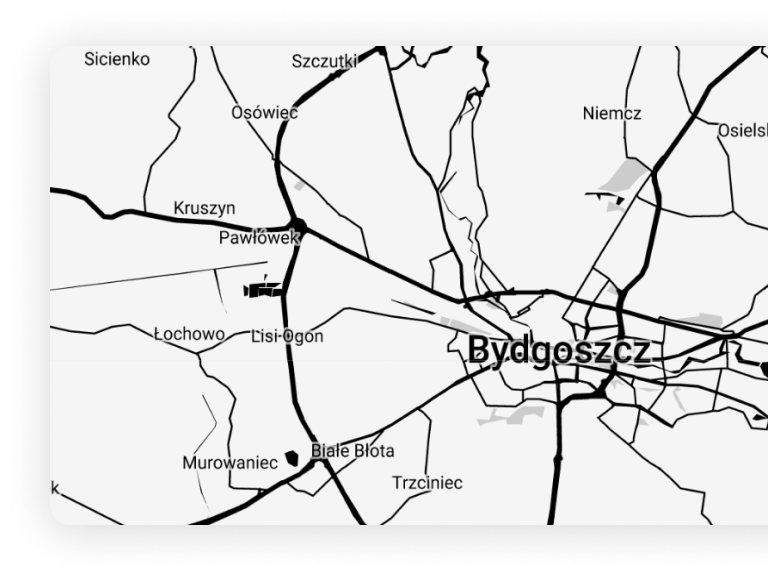 Sicienko
Szczutki
Osówiec
Niemcz
Osielsk
Kruszyn
Pawłówek
Łochowo
Lisi Ogon
Bydgoszcz
Białe Błota
Murowaniec
Trzciniec
k